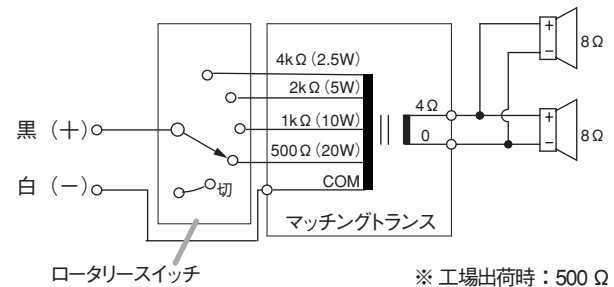 4kΩ (2.5W)
2kΩ (5W)
1kΩ (10W)
500Ω (20W)
COM
4Ω
0
+
−
8Ω
+
−
8Ω
黒 (+)
白 (−)
切
マッチングトランス
ロータリースイッチ
※ 工場出荷時：500 Ω